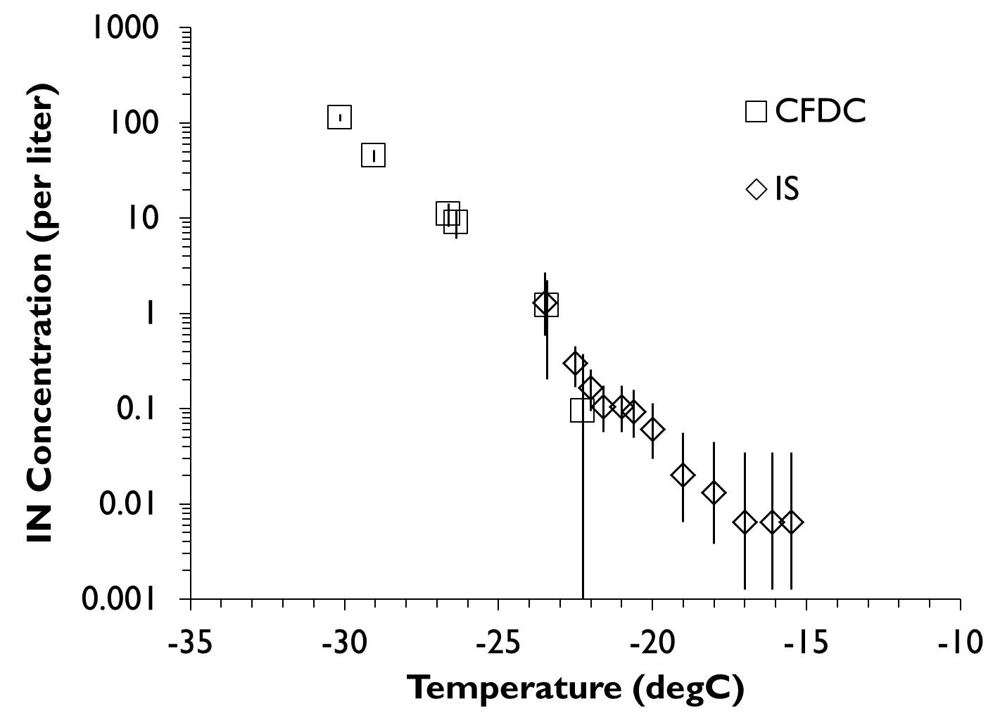 IN Concentration (per liter)
1000
100
10
1
0.1
0.01
0.001
CFDC
IS
-35 -30 -25 -20 -15 -10
Temperature (degC)